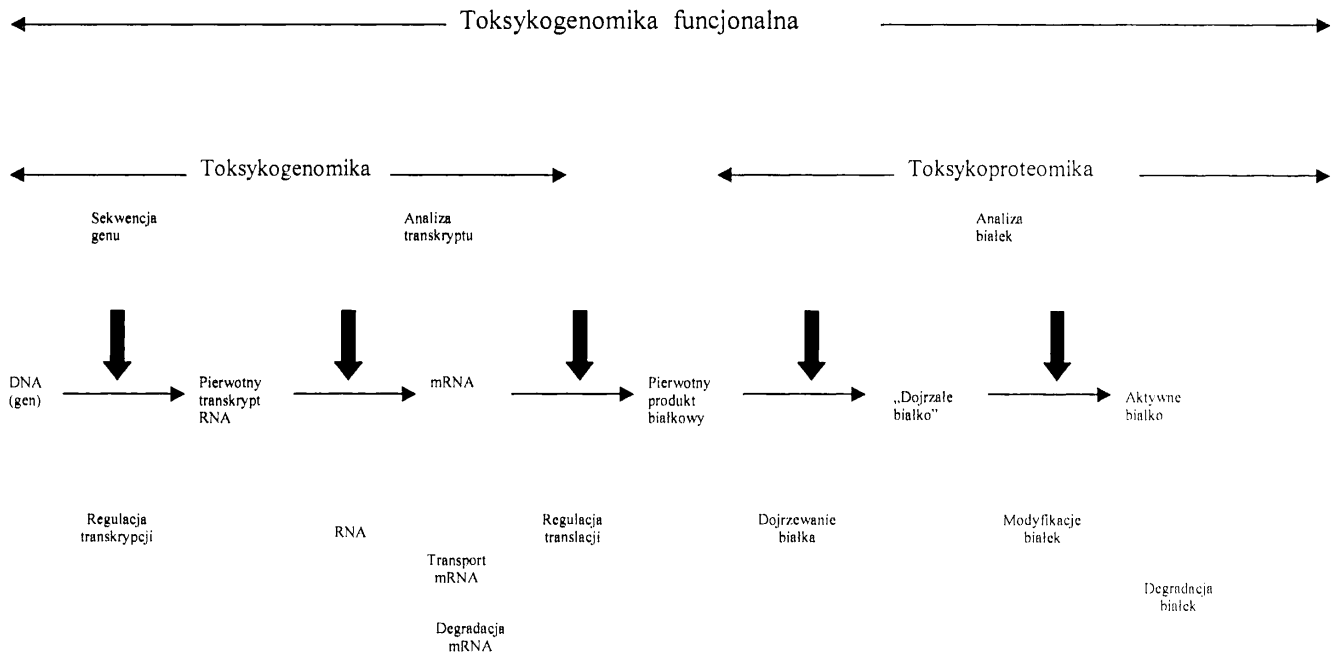 Toksykogenomika funcjonalna
Toksykogenomika
Toksykoproteomika
Sekwencja
genu
Analiza
transkryptu
Analiza
białek
DNA
(gen)
Pierwotny
transkrypt
RNA
mRNA
Pierwotny
produkt
białkowy
„Dojrzałe
białko”
Aktywne
białko
Regulacja
transkrypcji
RNA
Transport
mRNA
Degradacja
mRNA
Regulacja
translacji
Dojrzewanie
białka
Modyfikacje
białek
Degradacja
białek